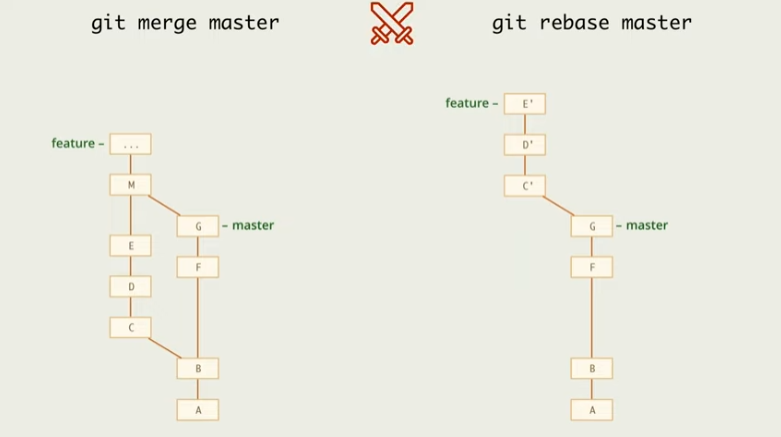 git merge master
feature –
...
M
G
– master
E
F
D
C
B
A
git rebase master
feature –
E'
D'
C'
G
– master
F
B
A